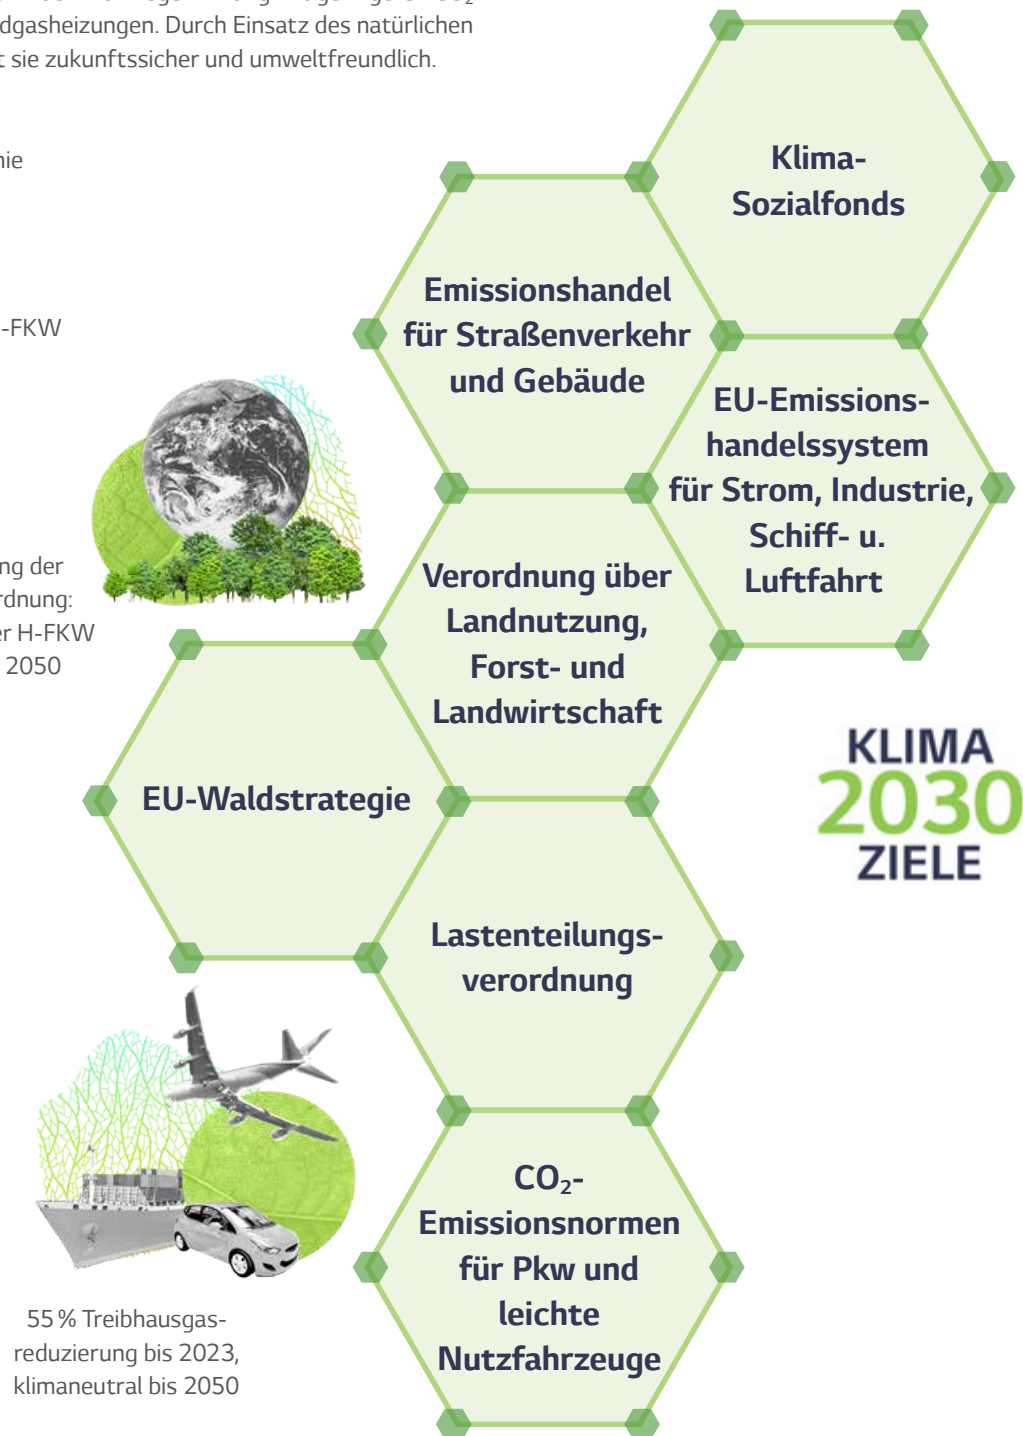 dgasheizungen. Durch Einsatz des natürlichen
t sie zukunftssicher und umweltfreundlich.
nie
-FKW
ng der
rdnung:
er H-FKW
2050
Klima-
Sozialfonds
Emissionshandel
für Straßenverkehr
und Gebäude
EU-Emissions-
handelssystem
für Strom, Industrie,
Schiff- u.
Luftfahrt
Verordnung über
Landnutzung,
Forst- und
Landwirtschaft
EU-Waldstrategie
KLIMA
2030
ZIELE
Lastenteilungs-
verordnung
CO₂-
Emissionsnormen
für Pkw und
leichte
Nutzfahrzeuge
55 % Treibhausgas-
reduzierung bis 2023,
klimaneutral bis 2050